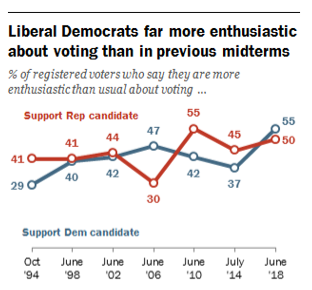 Liberal Democrats far more enthusiastic
about voting than in previous midterms
% of registered voters who say they are more
enthusiastic than usual about voting ...
Support Rep candidate
55
55
47
44
45
41
41
50
29
40
42
42
37
30
Support Dem candidate
Oct June June June June July June
'94 '98 '02 '06 '10 '14 '18